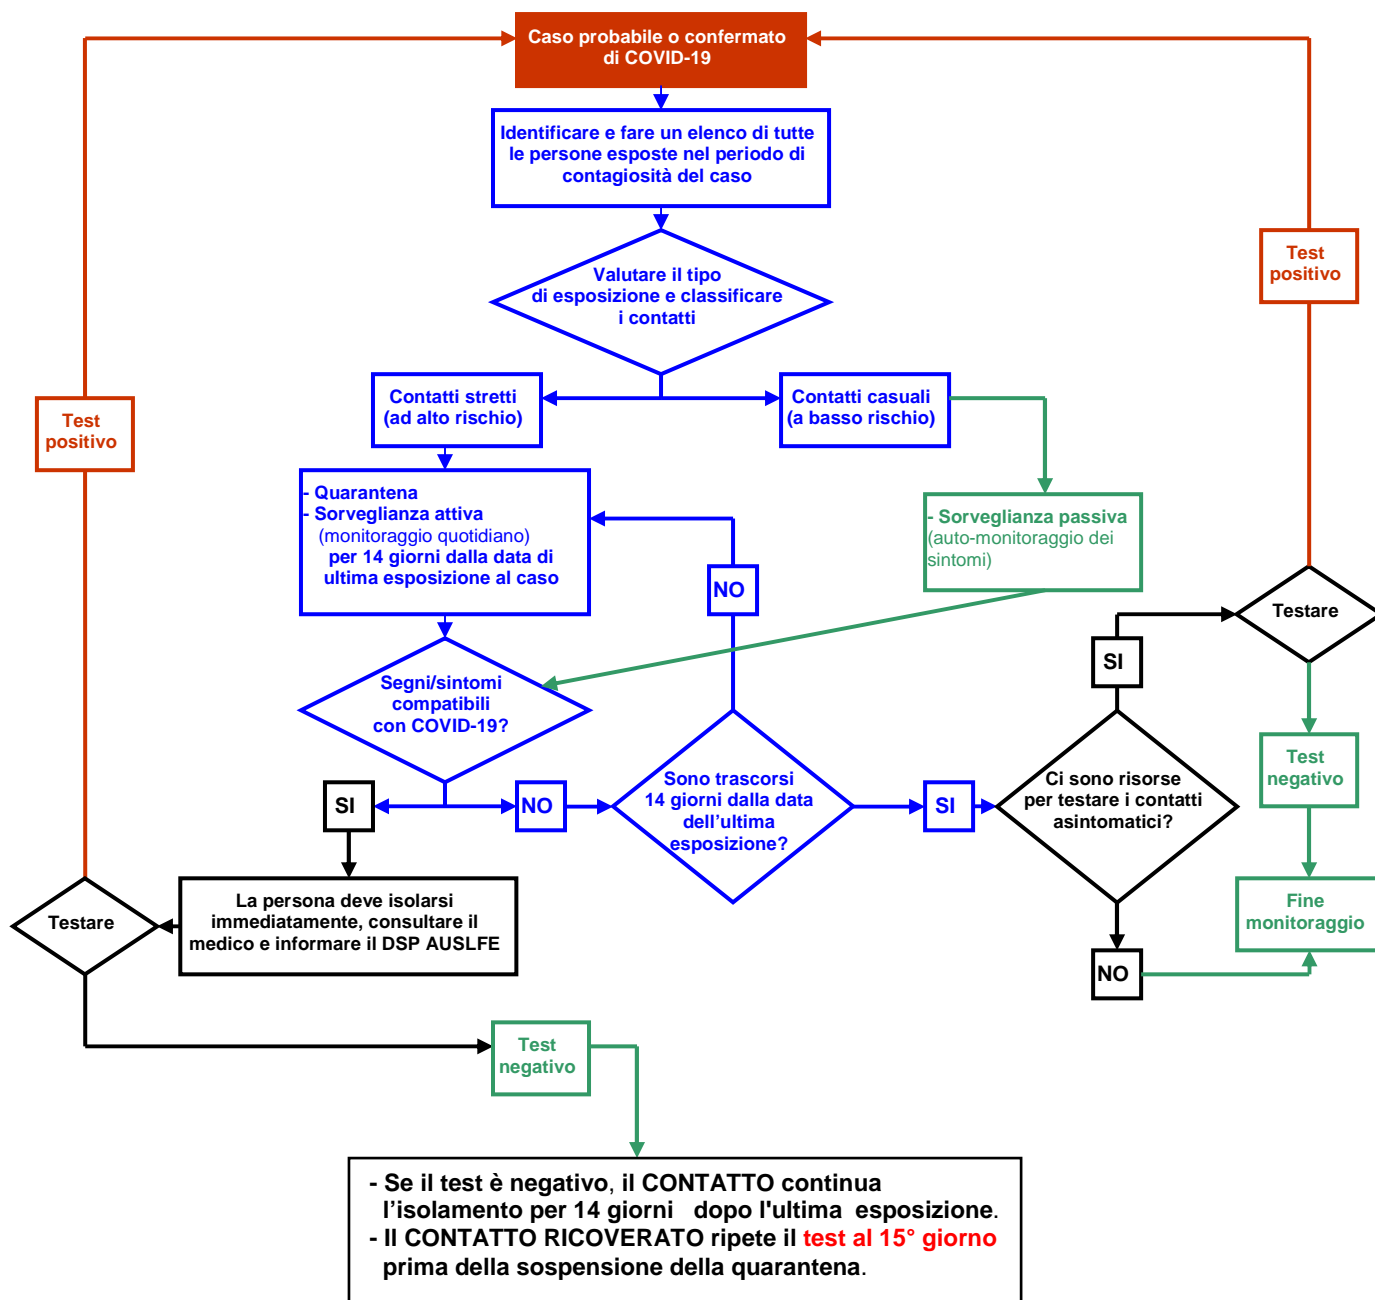 Caso probabile o confermato
di COVID-19
Identificare e fare un elenco di tutte
le persone esposte nel periodo di
contagiosità del caso
Valutare il tipo
di esposizione e classificare
i contatti
Test
positivo
Contatti stretti
(ad alto rischio)
Contatti casuali
(a basso rischio)
Test
positivo
- Quarantena
- Sorveglianza attiva
(monitoraggio quotidiano)
per 14 giorni dalla data di
ultima esposizione al caso
- Sorveglianza passiva
(auto-monitoraggio dei
sintomi)
NO
Testare
SI
Segni/sintomi
compatibili
con COVID-19?
Test
negativo
Sono trascorsi
14 giorni dalla data
dell’ultima
esposizione?
Ci sono risorse
per testare i contatti
asintomatici?
SI
NO
SI
La persona deve isolarsi
immediatamente, consultare il
medico e informare il DSP AUSLFE
Testare
Fine
monitoraggio
NO
Test
negativo
- Se il test è negativo, il CONTATTO continua
l’isolamento per 14 giorni dopo l'ultima esposizione.
- Il CONTATTO RICOVERATO ripete il test al 15° giorno
prima della sospensione della quarantena.